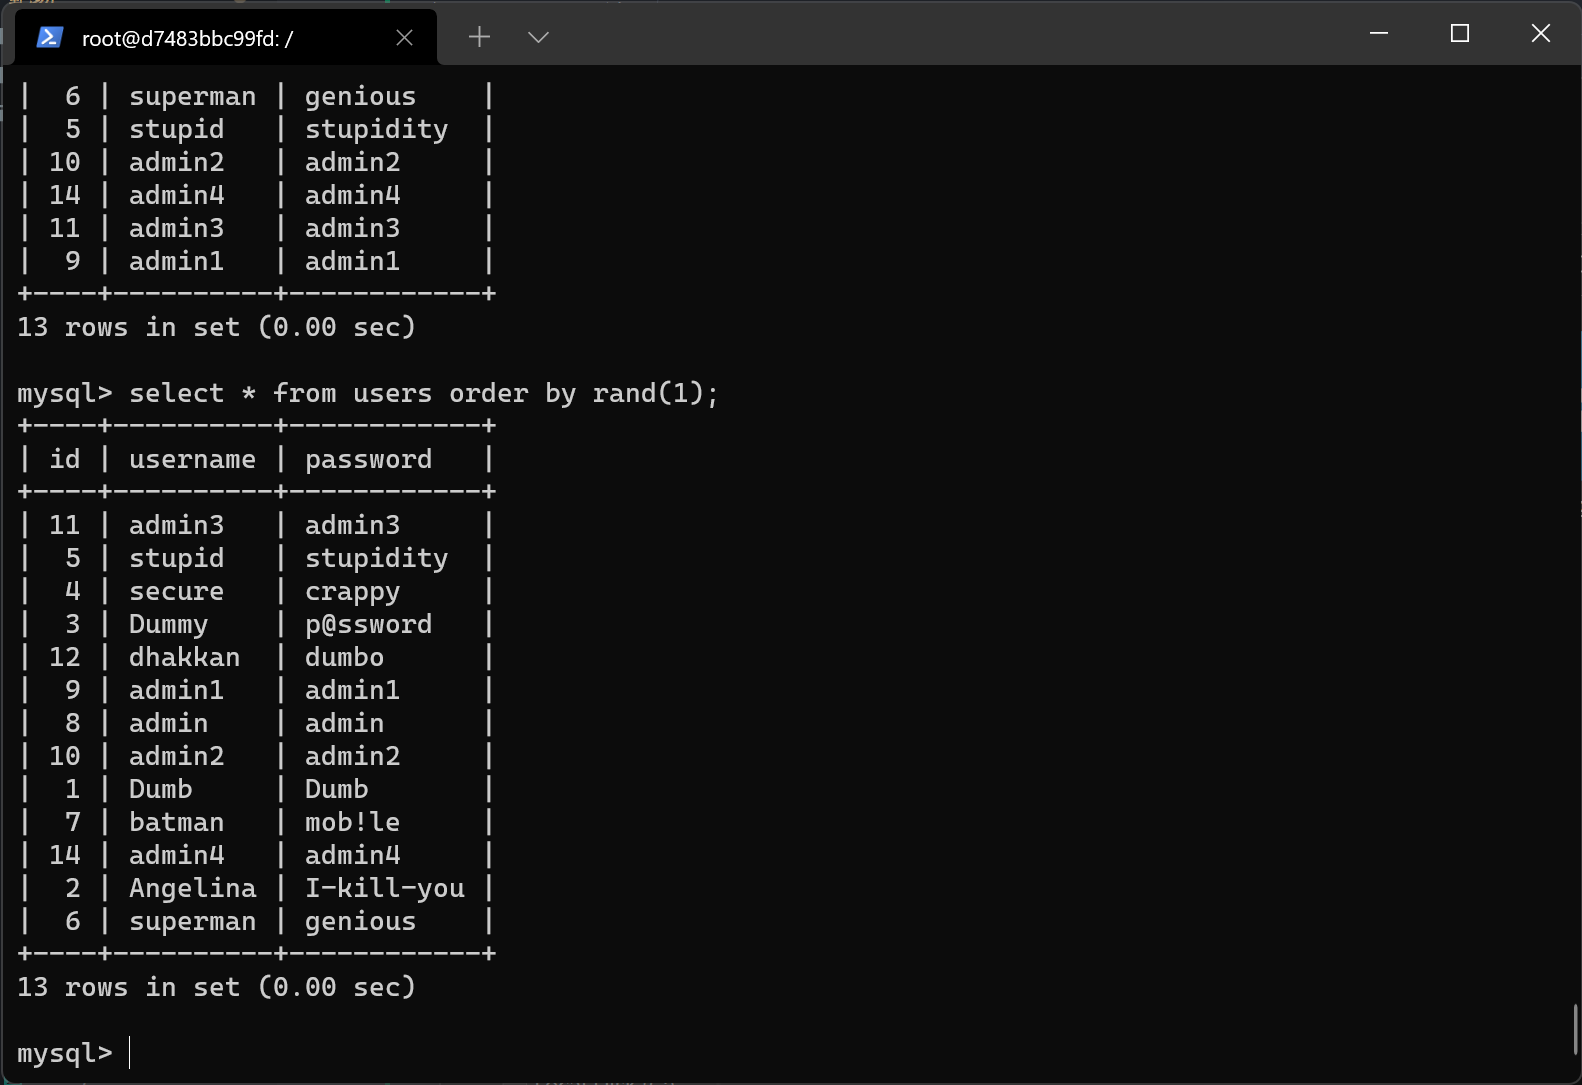 root@d7483bbc99fd: /
|  6 | superman | genious    |
|  5 | stupid   | stupidity  |
| 10 | admin2   | admin2     |
| 14 | admin4   | admin4     |
| 11 | admin3   | admin3     |
|  9 | admin1   | admin1     |
+----+----------+------------+
13 rows in set (0.00 sec)
mysql> select * from users order by rand(1);
+----+----------+------------+
| id | username | password   |
+----+----------+------------+
| 11 | admin3   | admin3     |
|  5 | stupid   | stupidity  |
|  4 | secure   | crappy     |
|  3 | Dummy    | p@ssword   |
| 12 | dhakkan  | dumbo      |
|  9 | admin1   | admin1     |
|  8 | admin    | admin      |
| 10 | admin2   | admin2     |
|  1 | Dumb     | Dumb       |
|  7 | batman   | mob!le     |
| 14 | admin4   | admin4     |
|  2 | Angelina | I-kill-you |
|  6 | superman | genious    |
+----+----------+------------+
13 rows in set (0.00 sec)
mysql>